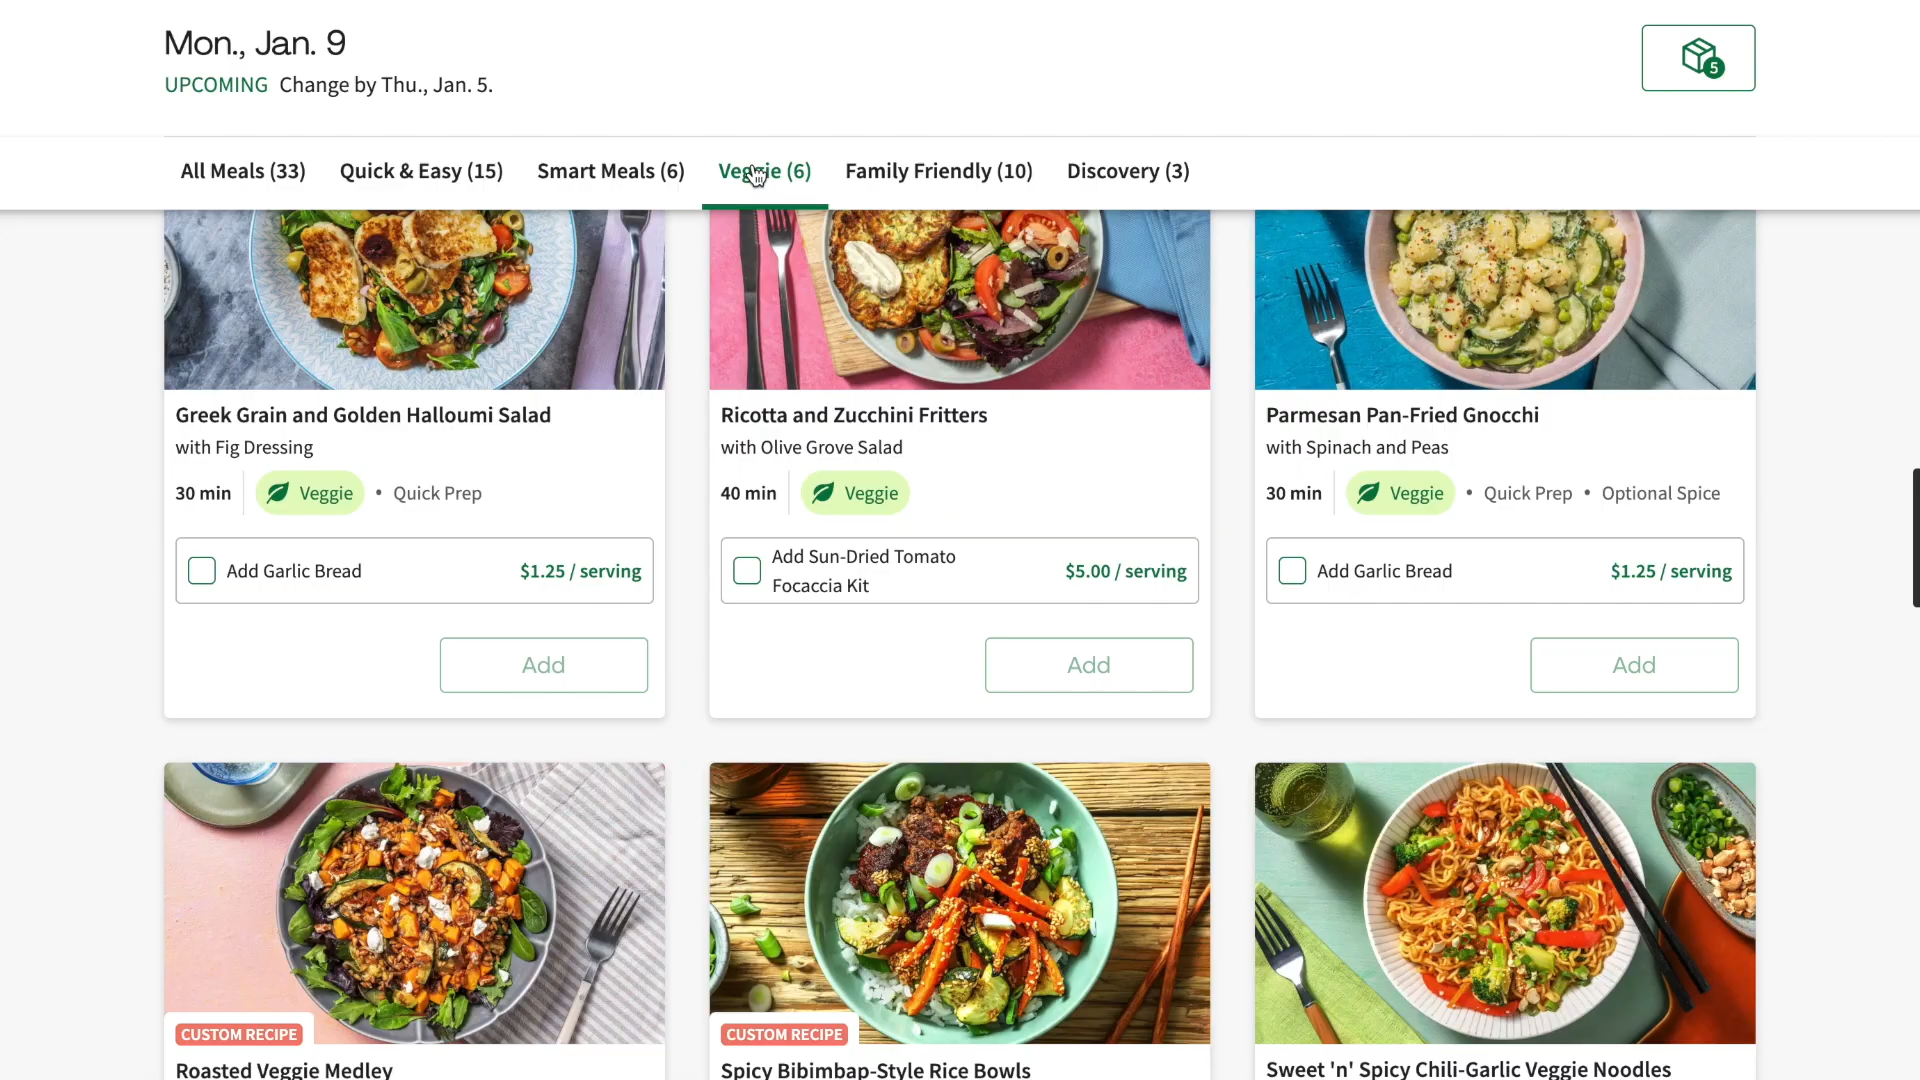 Mon., Jan. 9
UPCOMING Change by Thu., Jan. 5.
5
All Meals (33) Quick & Easy (15) Smart Meals (6) Veggie (6) Family Friendly (10) Discovery (3)
Greek Grain and Golden Halloumi Salad
with Fig Dressing
30 min Veggie • Quick Prep
Add Garlic Bread $1.25 / serving
Add
Ricotta and Zucchini Fritters
with Olive Grove Salad
40 min Veggie
Add Sun-Dried Tomato
Focaccia Kit $5.00 / serving
Add
Parmesan Pan-Fried Gnocchi
with Spinach and Peas
30 min Veggie • Quick Prep • Optional Spice
Add Garlic Bread $1.25 / serving
Add
CUSTOM RECIPE
Roasted Veggie Medley
CUSTOM RECIPE
Spicy Bibimbap-Style Rice Bowls
Sweet 'n' Spicy Chili-Garlic Veggie Noodles